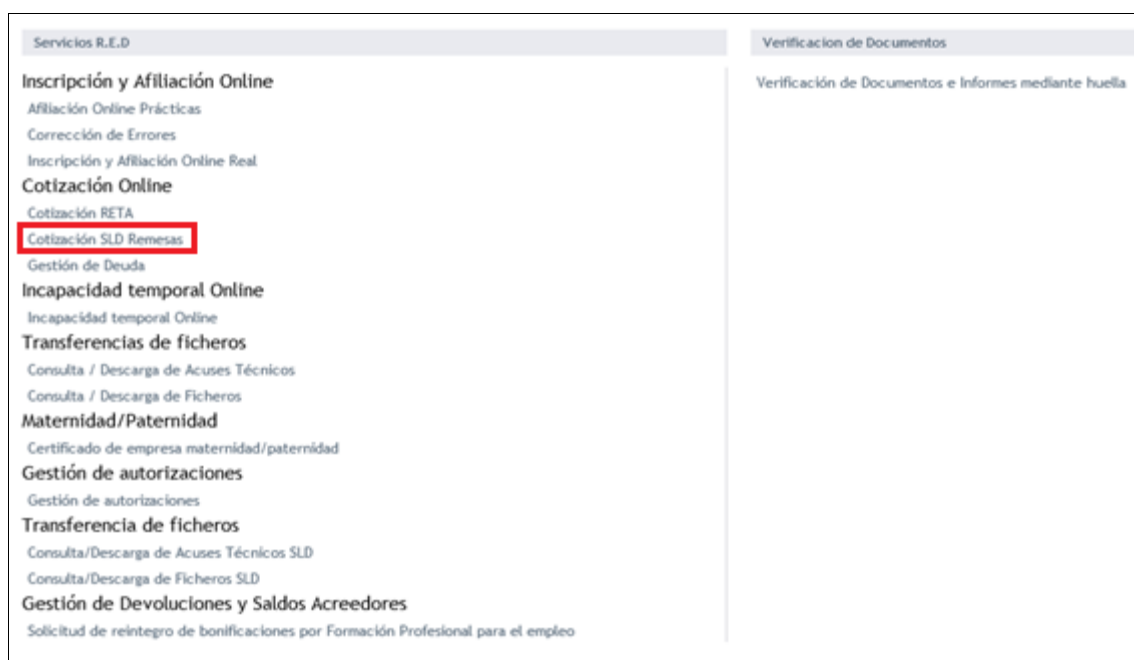 Servicios R.E.D
Inscripción y Afiliación Online
Afiliación Online Prácticas
Corrección de Errores
Inscripción y Afiliación Online Real
Cotización Online
Cotización RETA
Cotización SLD Remesas
Gestión de Deuda
Incapacidad temporal Online
Incapacidad temporal Online
Transferencias de ficheros
Consulta / Descarga de Acuses Técnicos
Consulta / Descarga de Ficheros
Maternidad/Paternidad
Certificado de empresa maternidad/paternidad
Gestión de autorizaciones
Gestión de autorizaciones
Transferencia de ficheros
Consulta/Descarga de Acuses Técnicos SLD
Consulta/Descarga de Ficheros SLD
Gestión de Devoluciones y Saldos Acreedores
Solicitud de reintegro de bonificaciones por Formación Profesional para el empleo
Verificacion de Documentos
Verificación de Documentos e Informes mediante huella